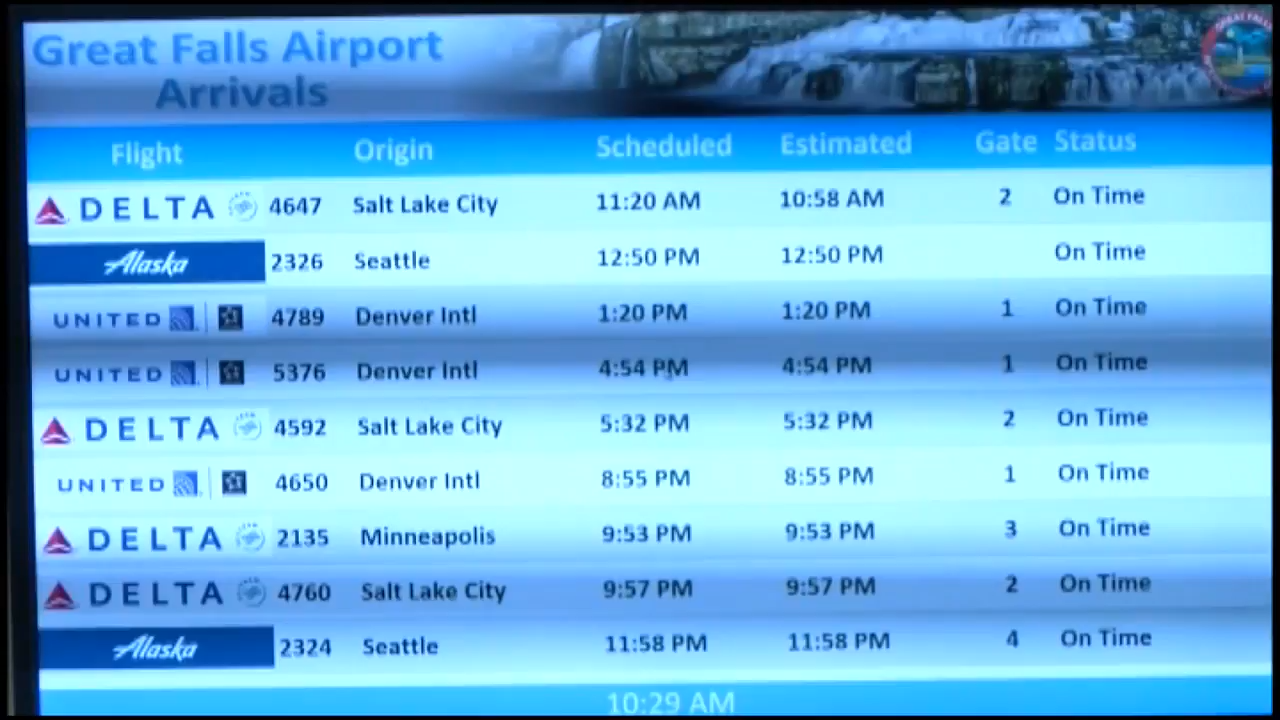 Great Falls Airport
Arrivals
Flight Origin Scheduled Estimated Gate Status
DELTA 4647 Salt Lake City 11:20 AM 10:58 AM 2 On Time
Alaska 2326 Seattle 12:50 PM 12:50 PM On Time
UNITED 4789 Denver Intl 1:20 PM 1:20 PM 1 On Time
UNITED 5376 Denver Intl 4:54 PM 4:54 PM 1 On Time
DELTA 4592 Salt Lake City 5:32 PM 5:32 PM 2 On Time
UNITED 4650 Denver Intl 8:55 PM 8:55 PM 1 On Time
DELTA 2135 Minneapolis 9:53 PM 9:53 PM 3 On Time
DELTA 4760 Salt Lake City 9:57 PM 9:57 PM 2 On Time
Alaska 2324 Seattle 11:58 PM 11:58 PM 4 On Time
10:29 AM